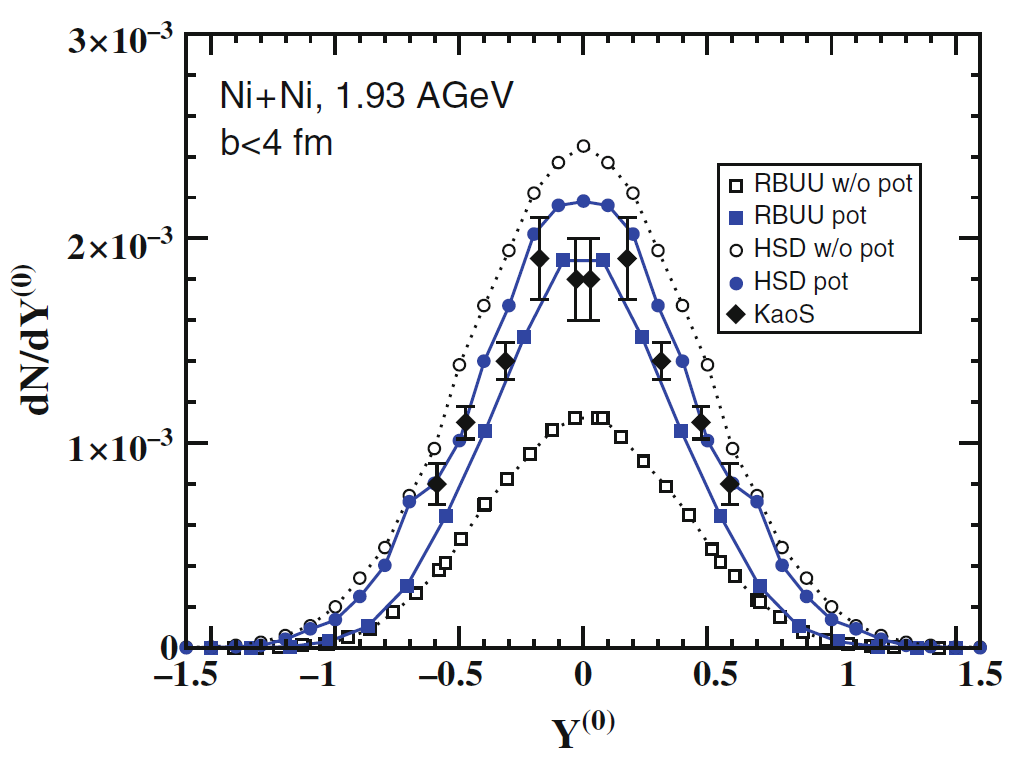 3×10⁻³
Ni+Ni, 1.93 AGeV
b<4 fm
RBUU w/o pot
RBUU pot
HSD w/o pot
HSD pot
KaoS
2×10⁻³
1×10⁻³
0
dN/dY⁽⁰⁾
−1.5 −1 −0.5 0 0.5 1 1.5
Y⁽⁰⁾